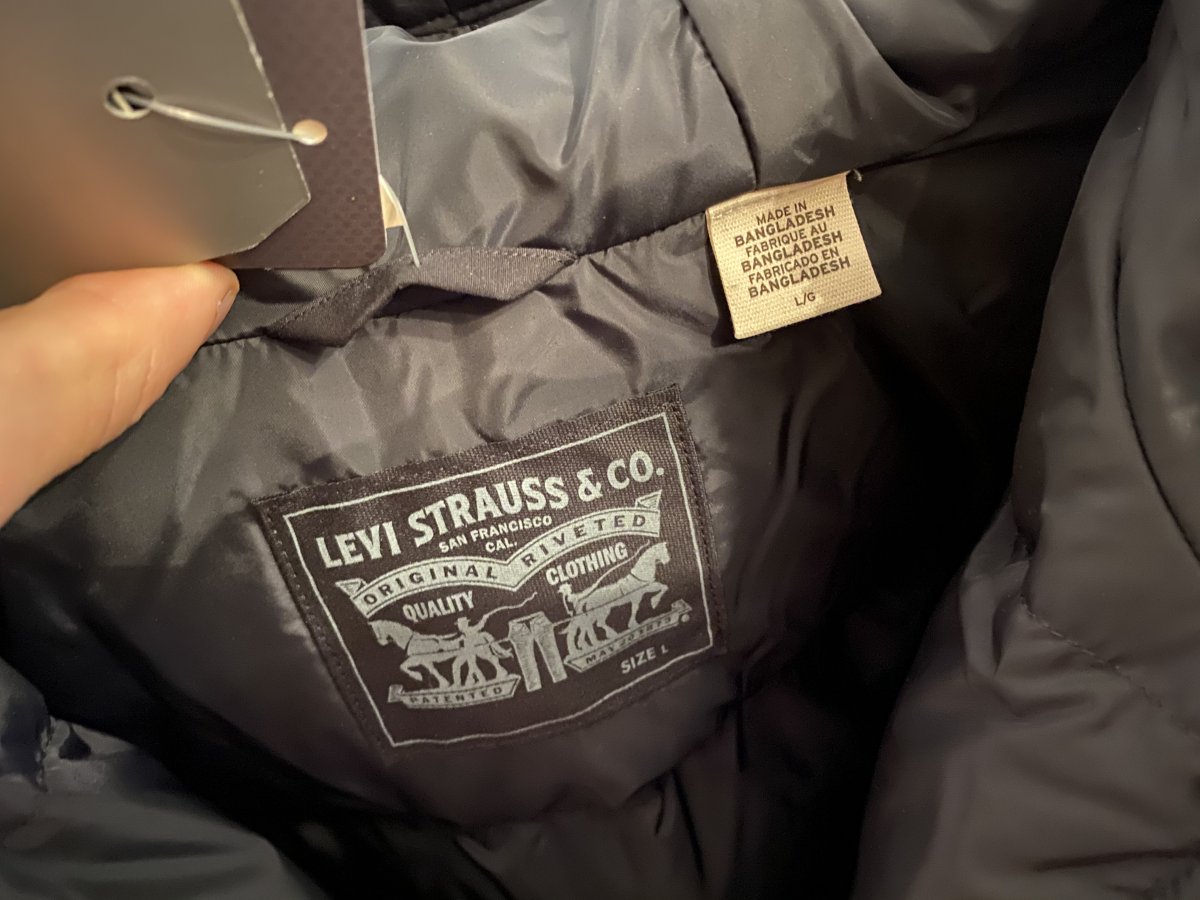 MADE IN
BANGLADESH
FABRIQUE AU
BANGLADESH
FABRICADO EN
BANGLADESH
L/G
LEVI STRAUSS & CO.
SAN FRANCISCO
CAL.
ORIGINAL RIVETED
QUALITY CLOTHING
PATENTED
SIZE L